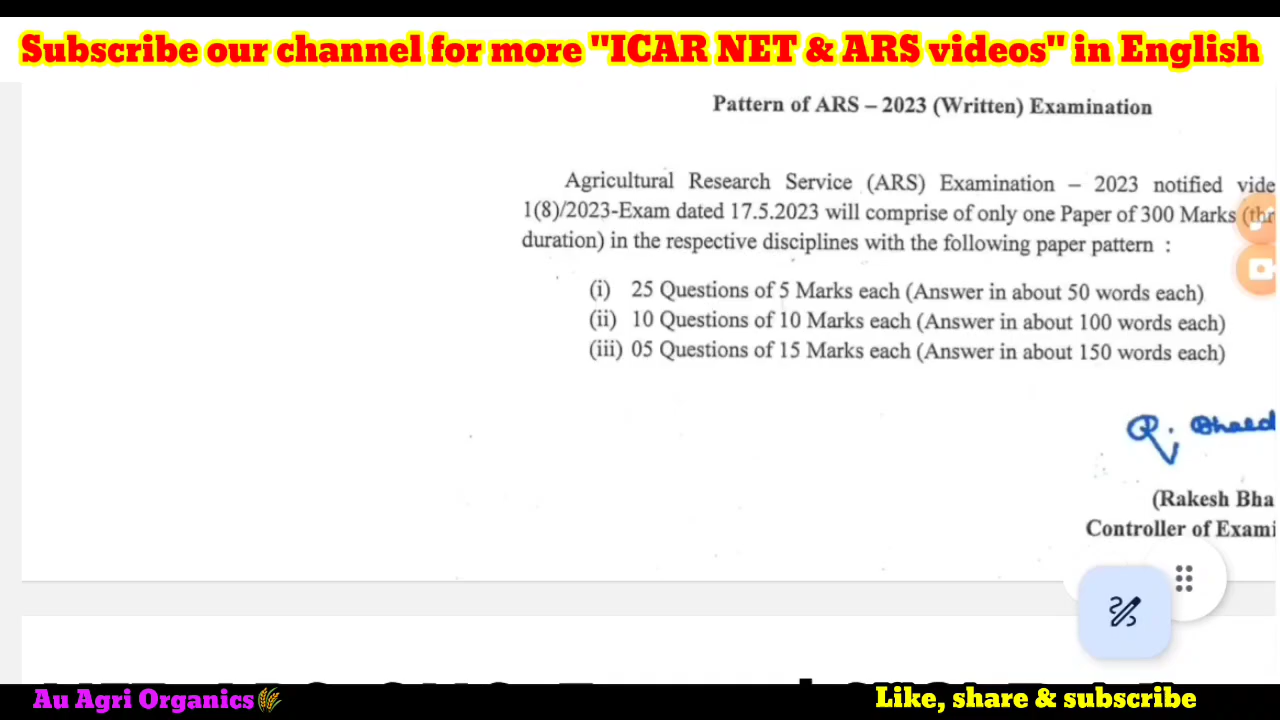 Subscribe our channel for more "ICAR NET & ARS videos" in English
Pattern of ARS – 2023 (Written) Examination
Agricultural Research Service (ARS) Examination – 2023 notified vide
1(8)/2023-Exam dated 17.5.2023 will comprise of only one Paper of 300 Marks
duration) in the respective disciplines with the following paper pattern :
(i) 25 Questions of 5 Marks each (Answer in about 50 words each)
(ii) 10 Questions of 10 Marks each (Answer in about 100 words each)
(iii) 05 Questions of 15 Marks each (Answer in about 150 words each)
(Rakesh
Controller of
Au Agri Organics🌾
Like, share & subscribe